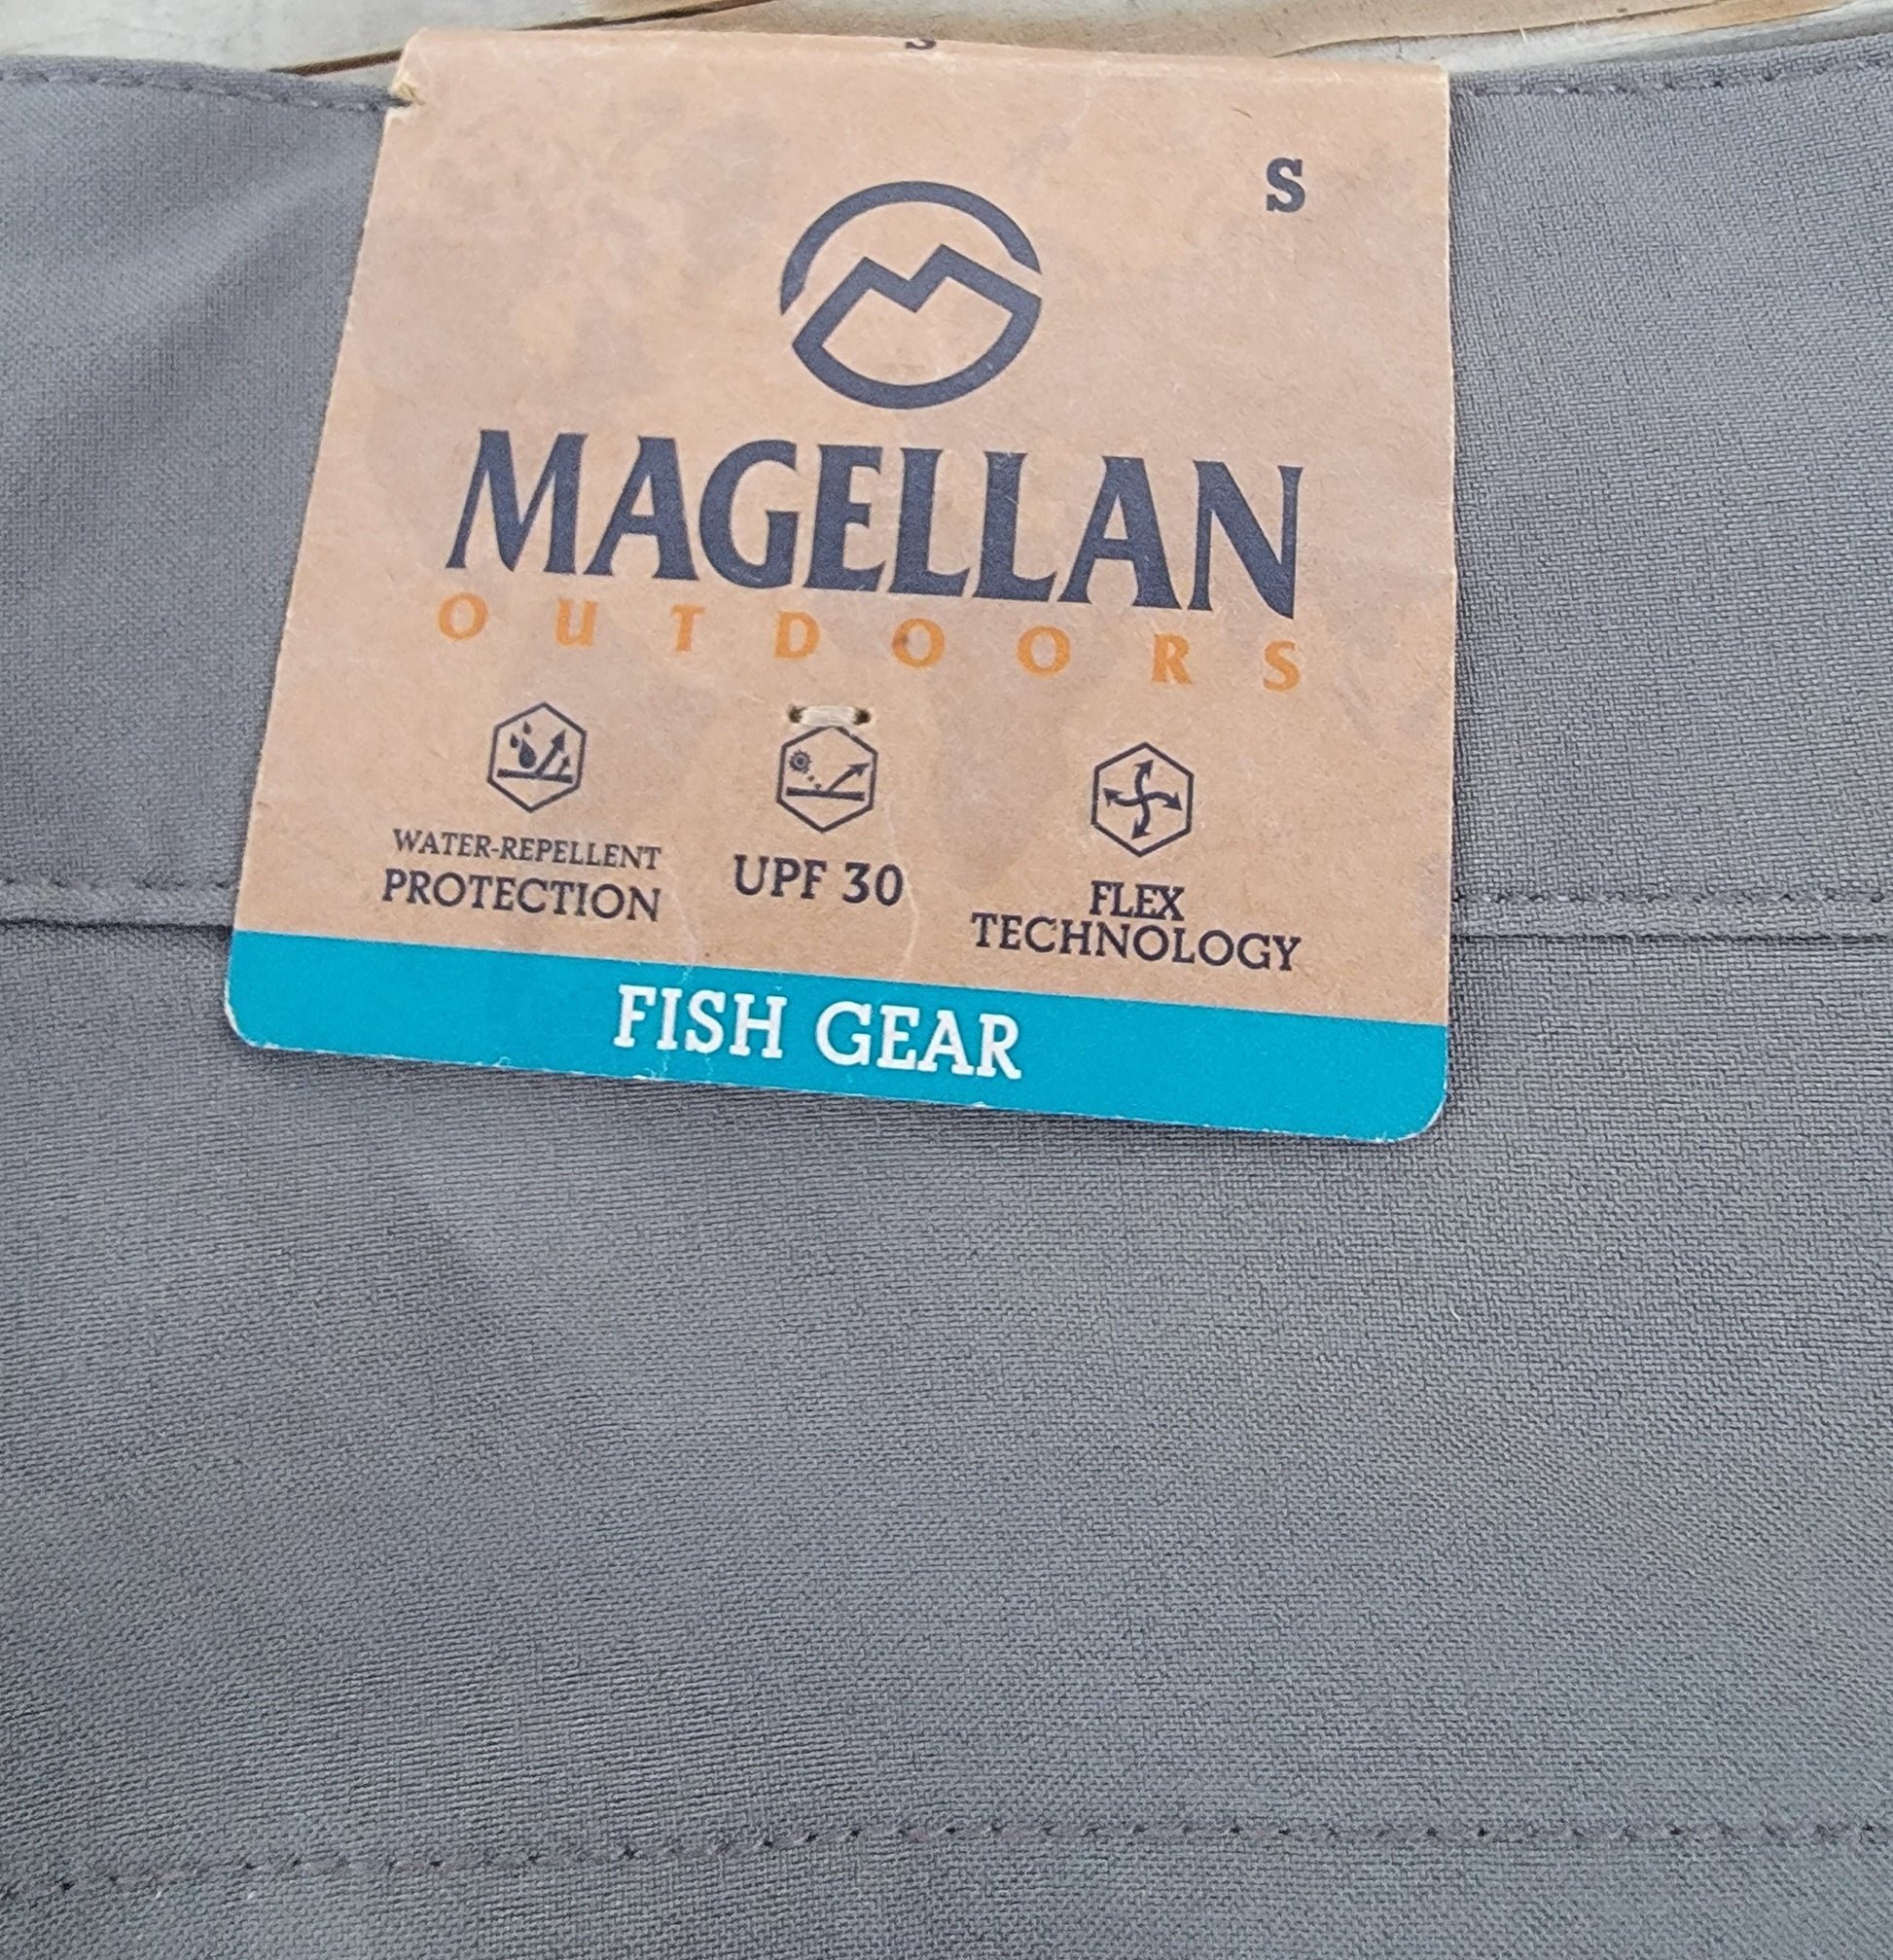 S
S
MAGELLAN
OUTDOORS
WATER-REPELLENT
PROTECTION
UPF 30
FLEX
TECHNOLOGY
FISH GEAR